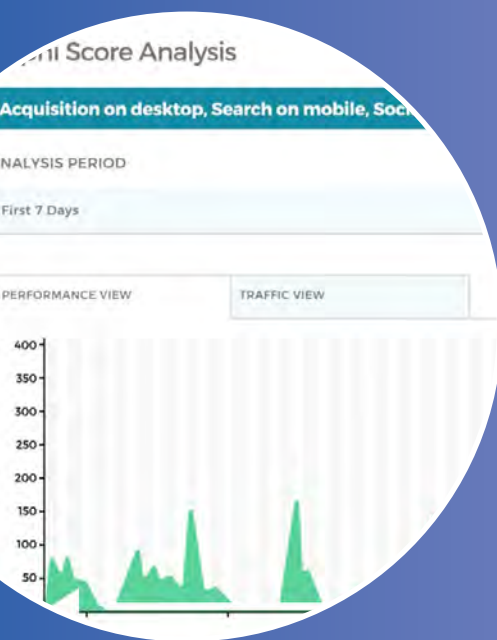 Score Analysis
Acquisition on desktop, Search on mobile,
NALYSIS PERIOD
First 7 Days
PERFORMANCE VIEW
TRAFFIC VIEW
400
350
300
250
200
150
100
50